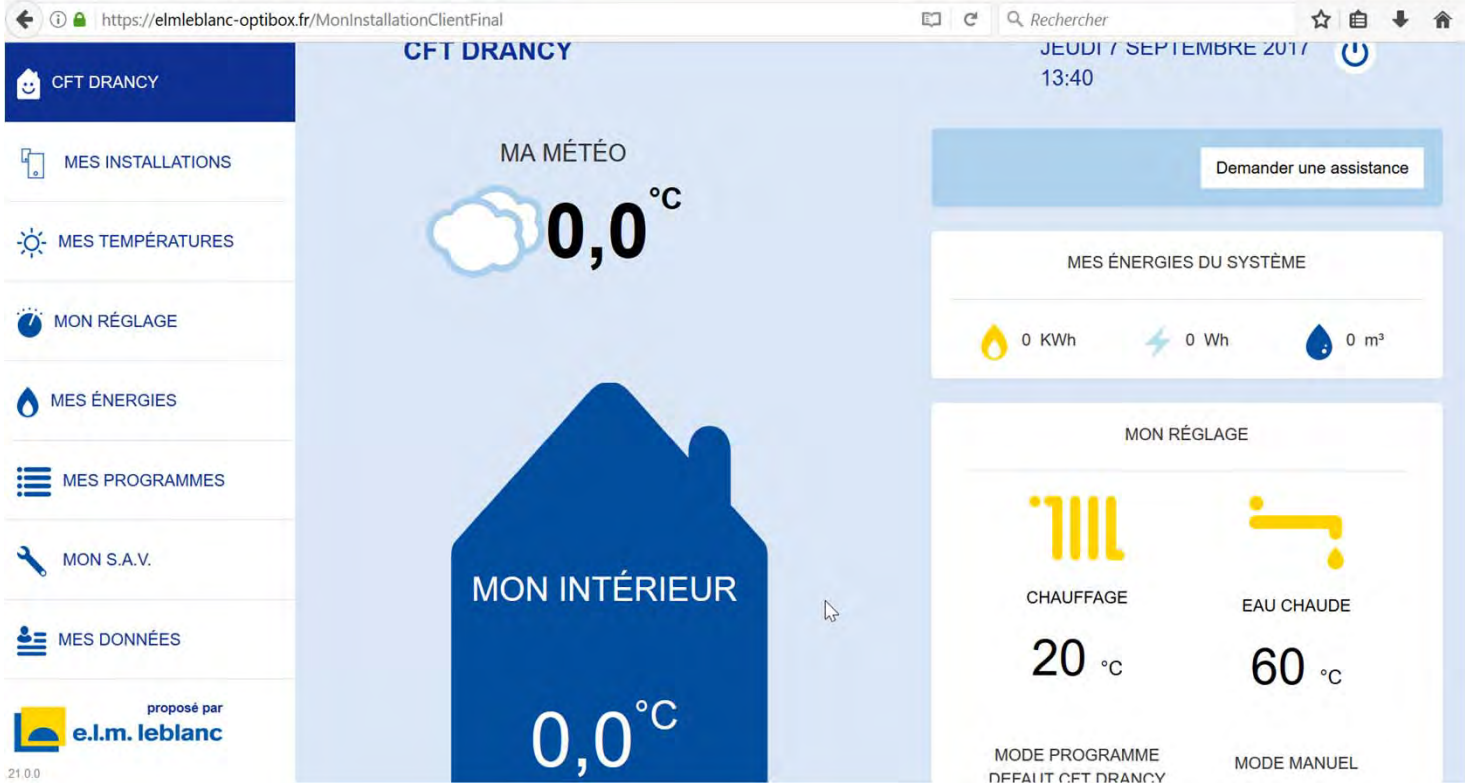 https://elmleblanc-optibox.fr/MonInstallationClientFinal
Rechercher
CFT DRANCY
MES INSTALLATIONS
MES TEMPÉRATURES
MON RÉGLAGE
MES ÉNERGIES
MES PROGRAMMES
MON S.A.V.
MES DONNÉES
proposé par
e.l.m. leblanc
21.0.0
CFT DRANCY
JEUDI 7 SEPTEMBRE 2017
13:40
MA MÉTÉO
0,0°C
MON INTÉRIEUR
0,0°C
Demander une assistance
MES ÉNERGIES DU SYSTÈME
0 KWh 0 Wh 0 m³
MON RÉGLAGE
CHAUFFAGE EAU CHAUDE
20 °C 60 °C
MODE PROGRAMME MODE MANUEL
DEFAUT CFT DRANCY